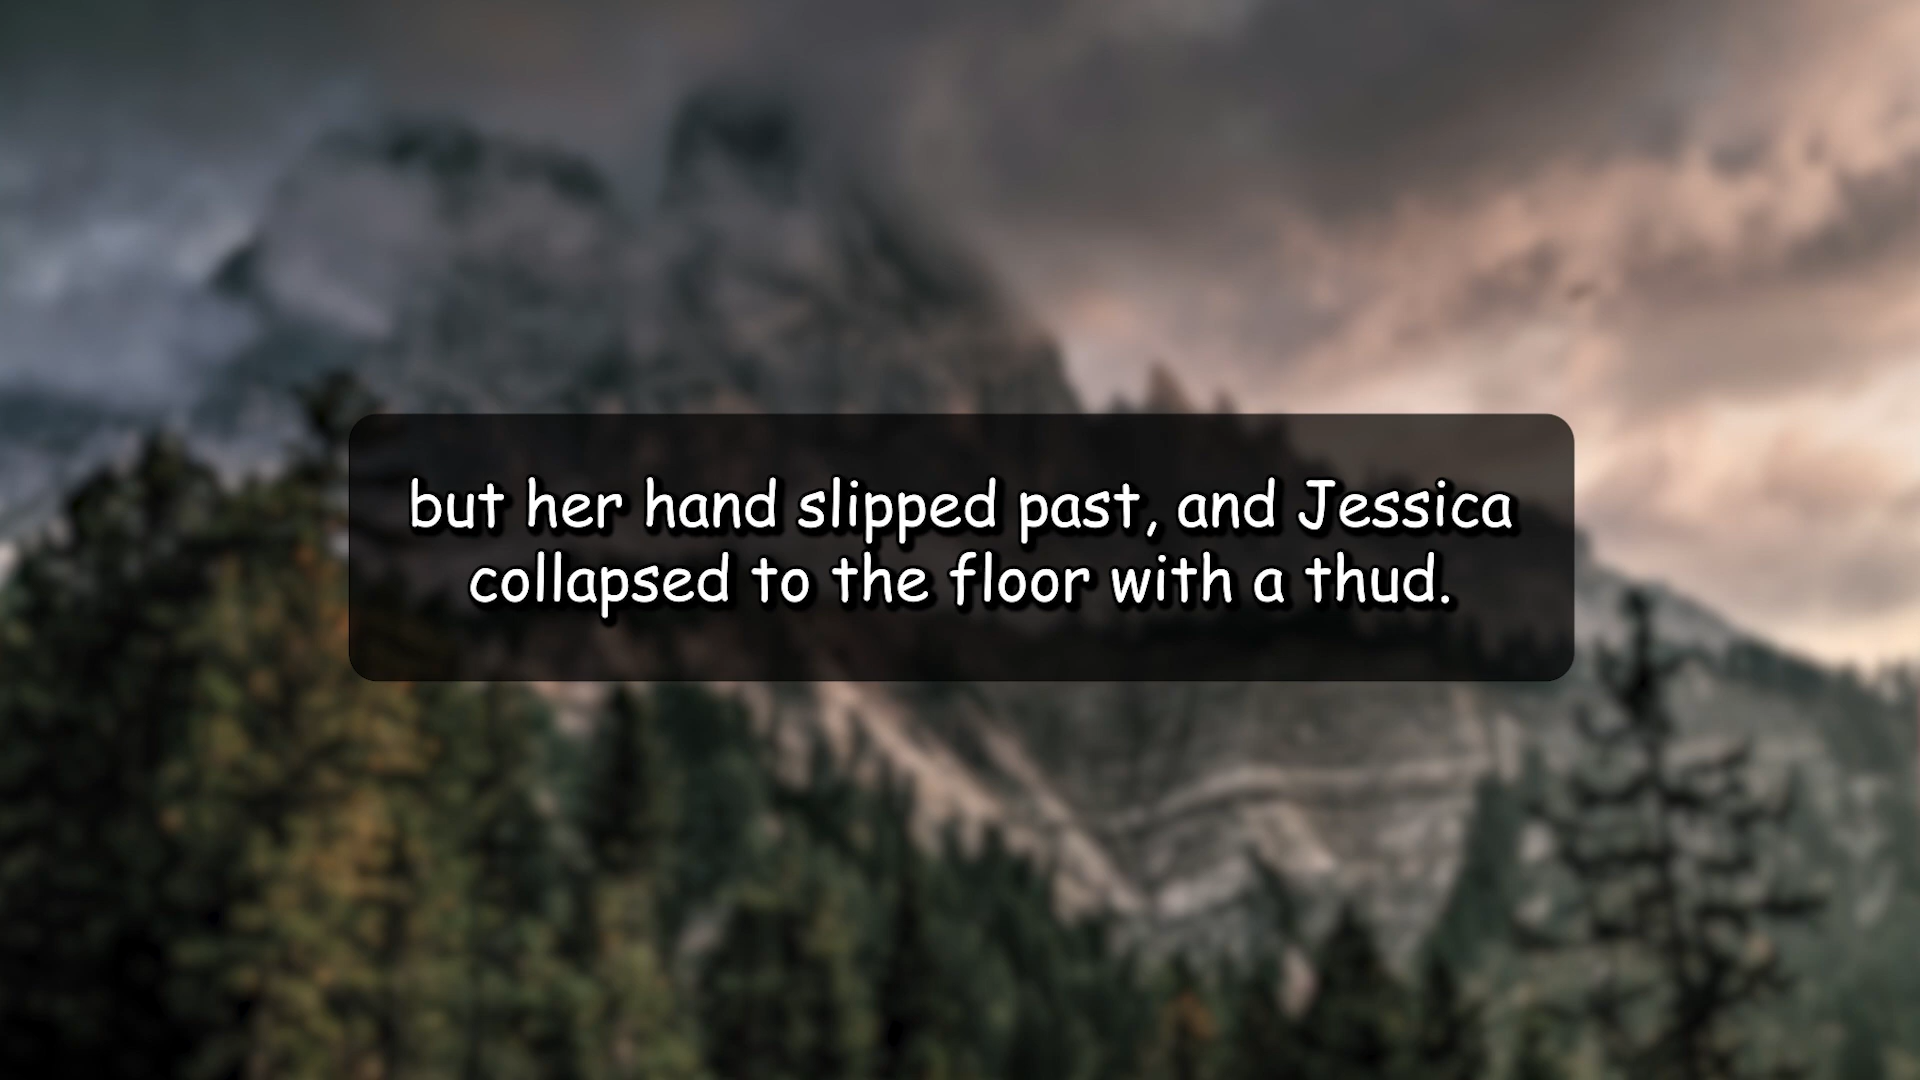 but her hand slipped past, and Jessica
collapsed to the floor with a thud.